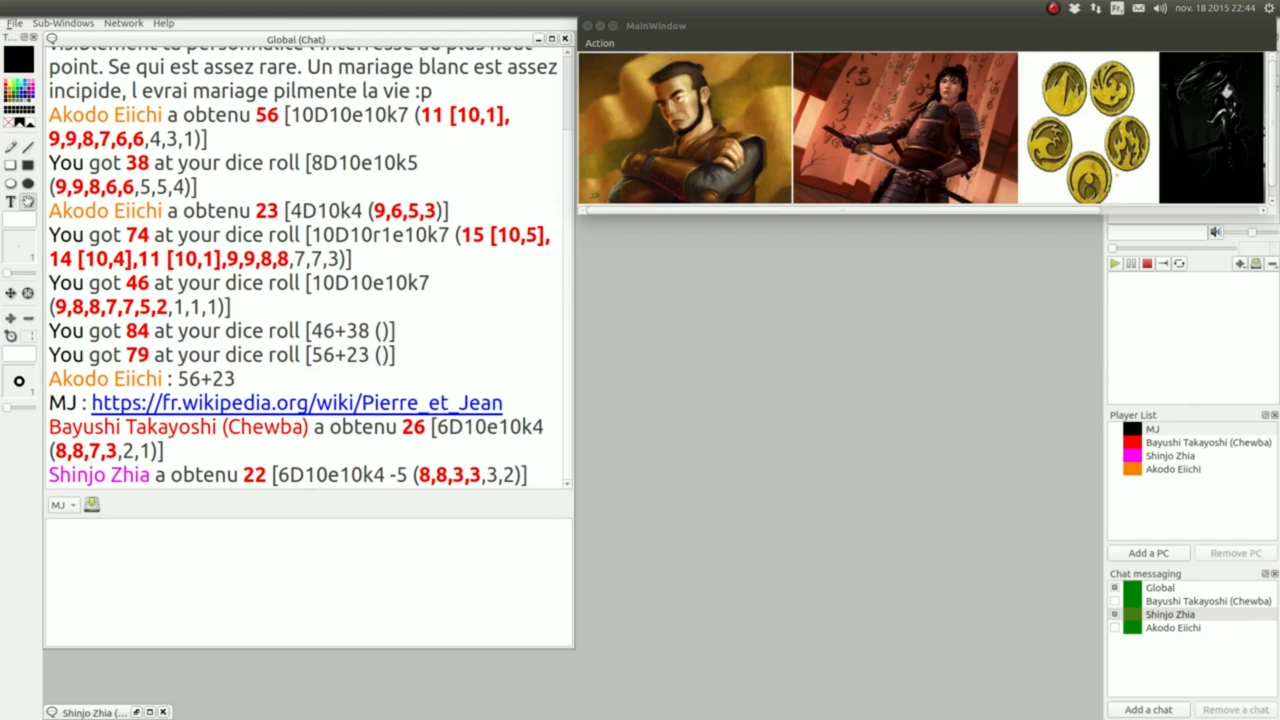 Fr
nov. 18 2015 22:44
File Sub-Windows Network Help
MainWindow
T...
Global (Chat)
Action
visiblement ta personnalité l interresse au plus haut
point. Se qui est assez rare. Un mariage blanc est assez
incipide, l evrai mariage pilmente la vie :p
Akodo Eiichi a obtenu 56 [10D10e10k7 (11 [10,1],
9,9,8,7,6,6,4,3,1)]
You got 38 at your dice roll [8D10e10k5
(9,9,8,6,6,5,5,4)]
Akodo Eiichi a obtenu 23 [4D10k4 (9,6,5,3)]
You got 74 at your dice roll [10D10r1e10k7 (15 [10,5],
14 [10,4],11 [10,1],9,9,8,8,7,7,3)]
You got 46 at your dice roll [10D10e10k7
(9,8,8,7,7,5,2,1,1,1)]
You got 84 at your dice roll [46+38 ()]
You got 79 at your dice roll [56+23 ()]
Akodo Eiichi : 56+23
MJ : https://fr.wikipedia.org/wiki/Pierre_et_Jean
Bayushi Takayoshi (Chewba) a obtenu 26 [6D10e10k4
(8,8,7,3,2,1)]
Shinjo Zhia a obtenu 22 [6D10e10k4 -5 (8,8,3,3,3,2)]
MJ
1
1
Player List
MJ
Bayushi Takayoshi (Chewba)
Shinjo Zhia
Akodo Eiichi
Add a PC Remove PC
Chat messaging
Global
Bayushi Takayoshi (Chewba)
Shinjo Zhia
Akodo Eiichi
Add a chat Remove a chat
Shinjo Zhia (...